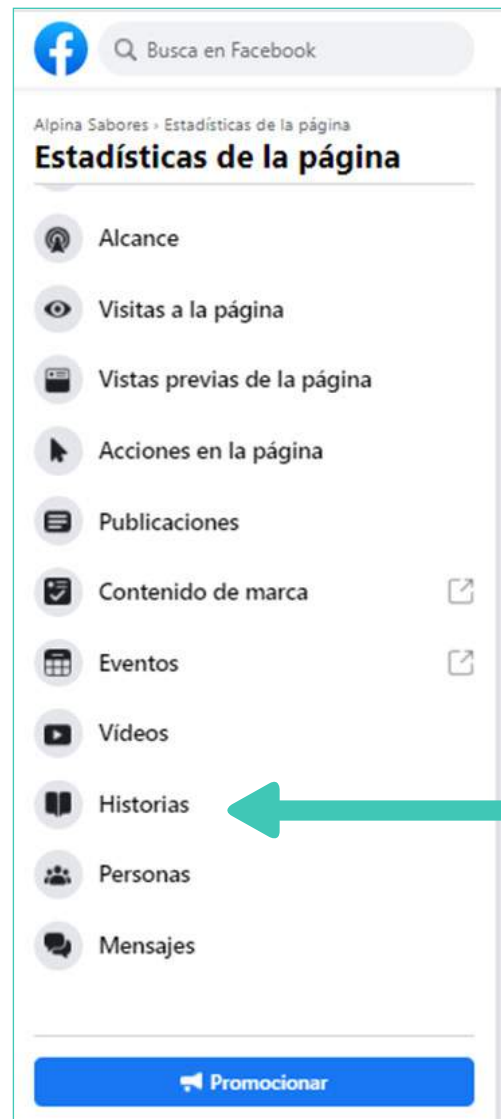 Busca en Facebook
Alpina Sabores › Estadísticas de la página
Estadísticas de la página
Alcance
Visitas a la página
Vistas previas de la página
Acciones en la página
Publicaciones
Contenido de marca
Eventos
Vídeos
Historias
Personas
Mensajes
Promocionar